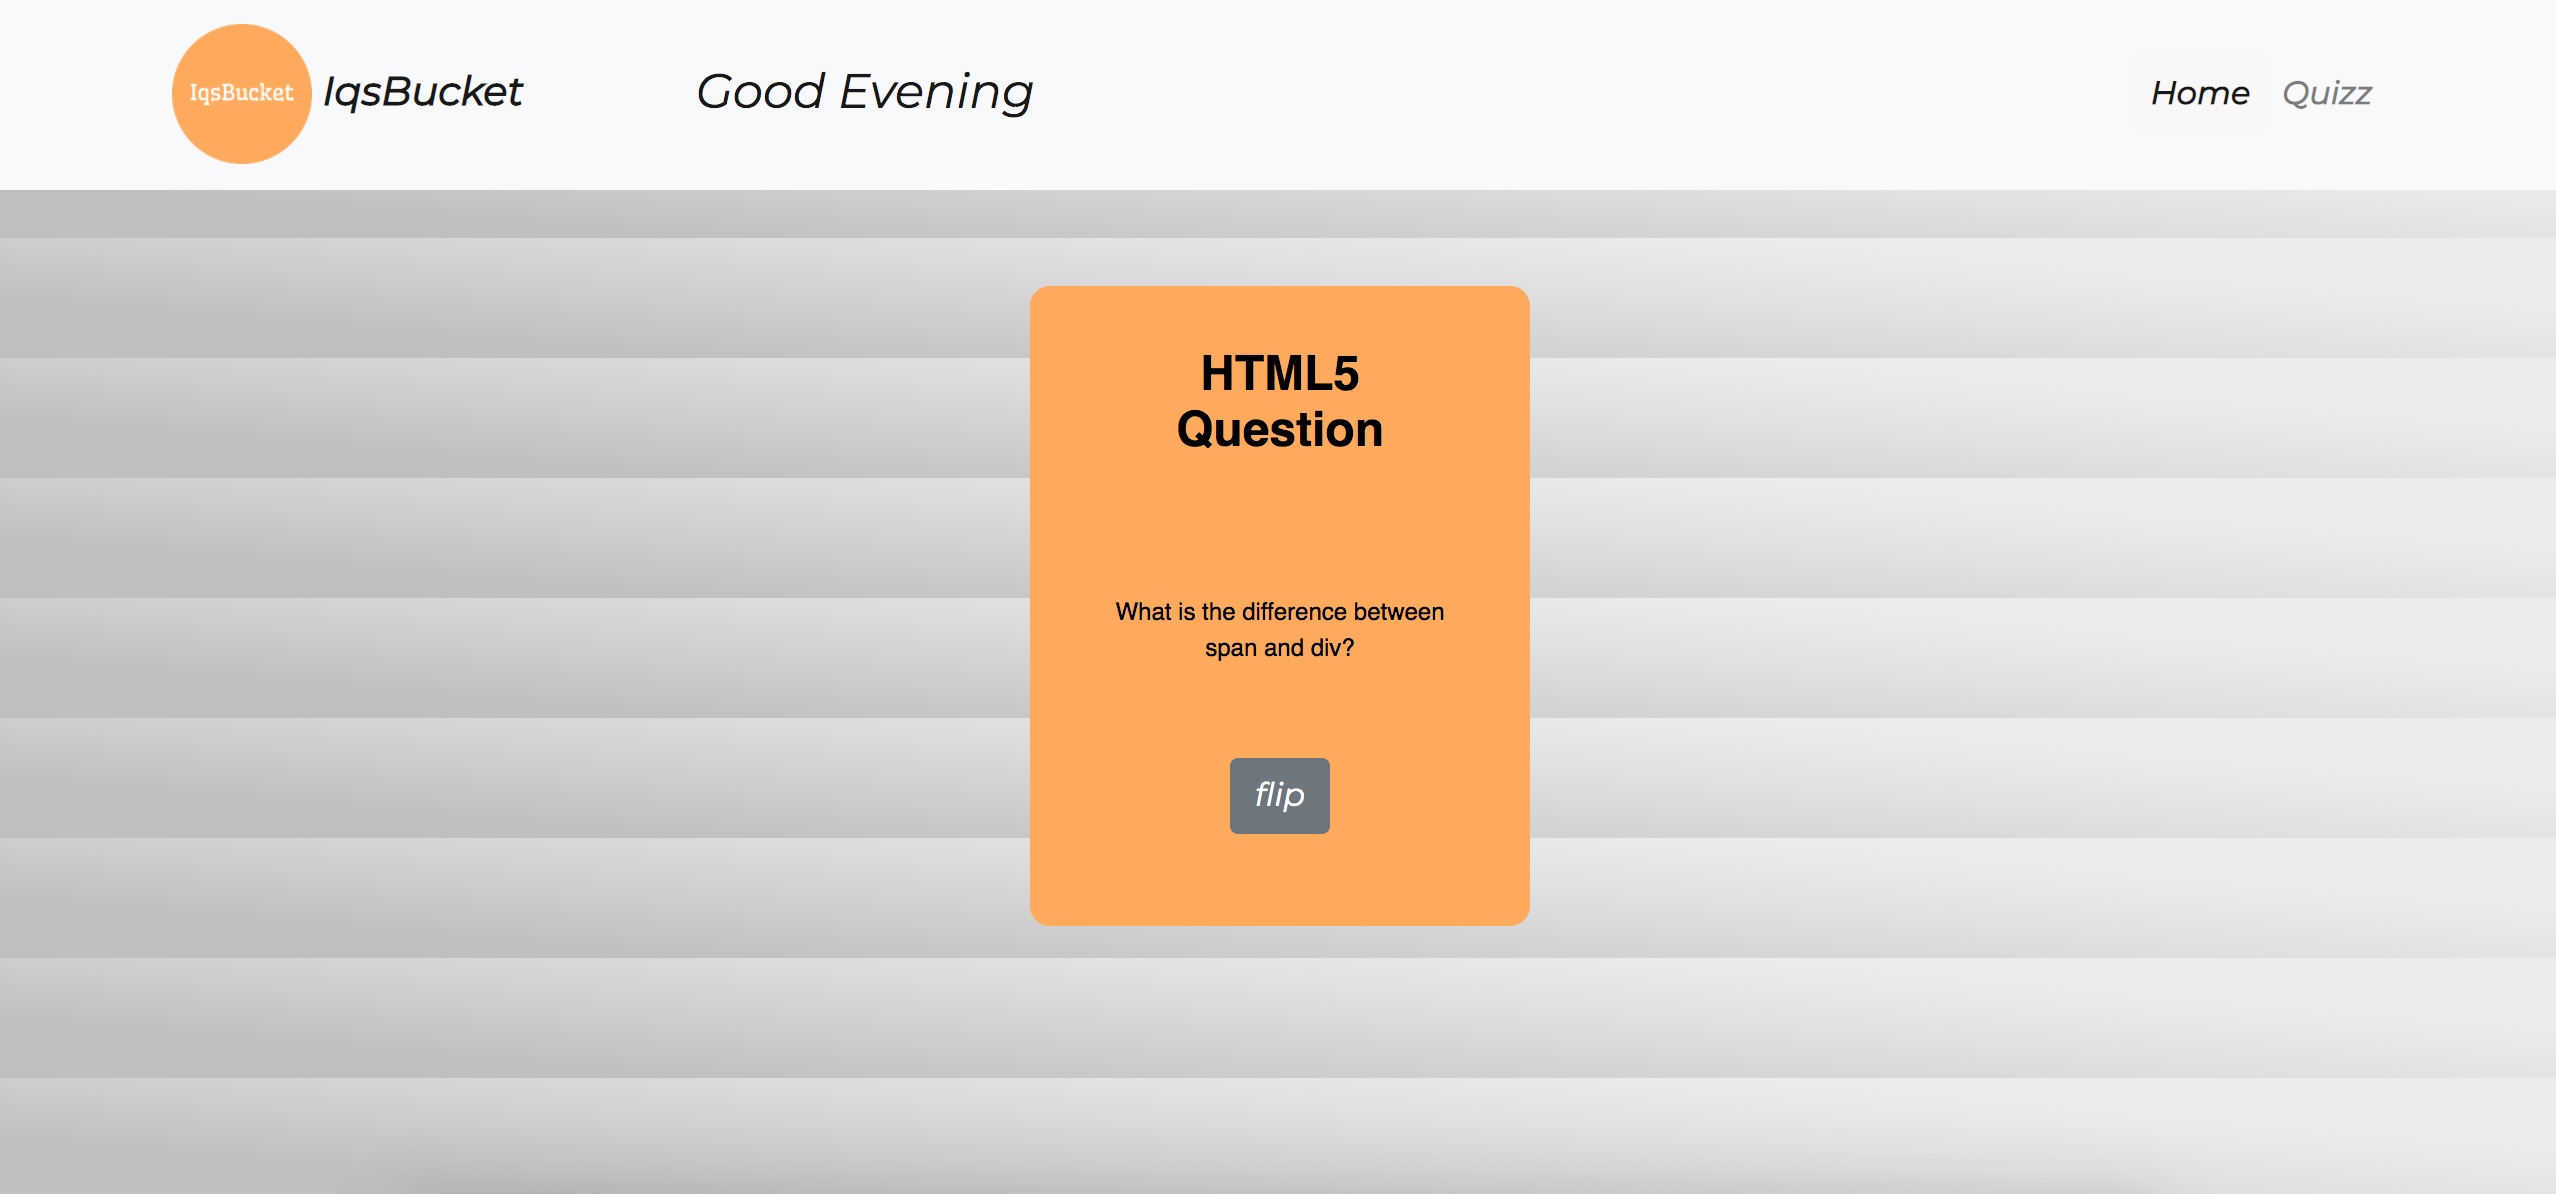 IqsBucket
IqsBucket
Good Evening
Home
Quizz
HTML5
Question
What is the difference between
span and div?
flip